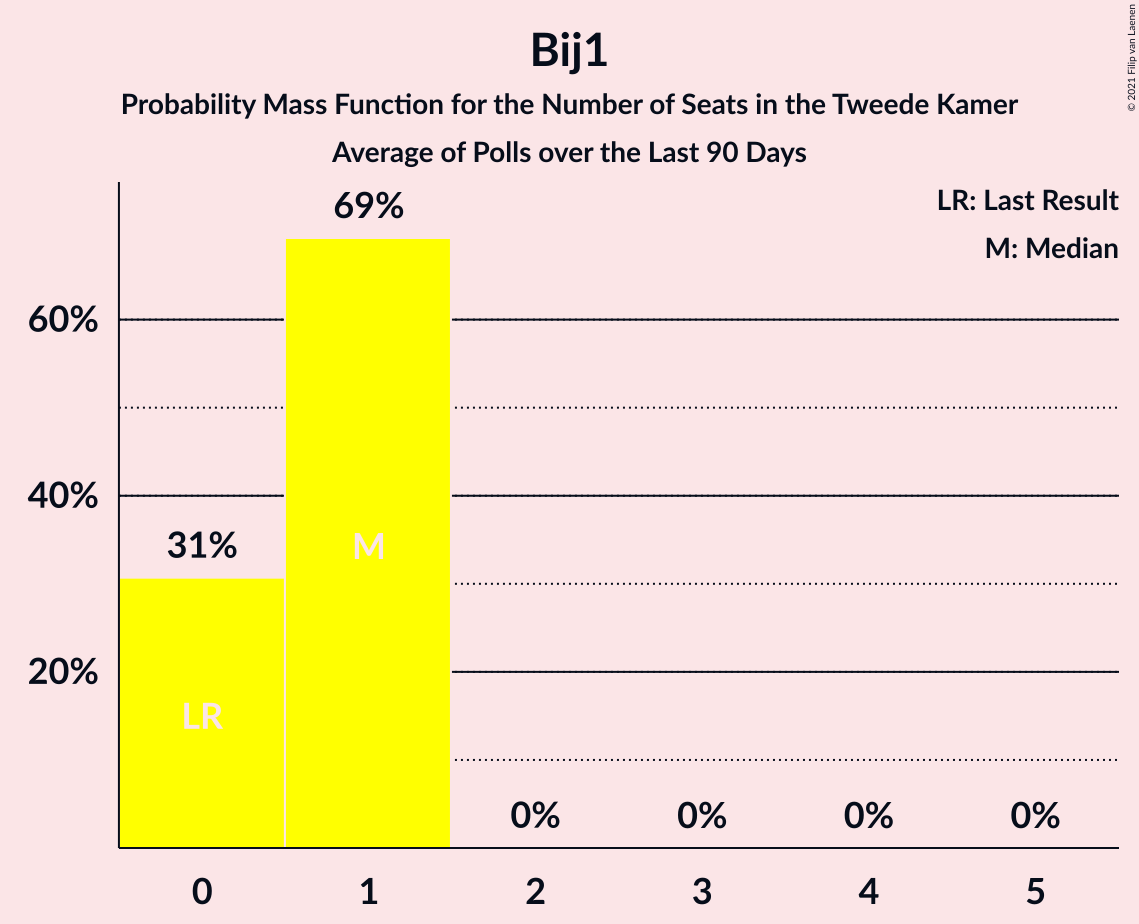 Bij1
Probability Mass Function for the Number of Seats in the Tweede Kamer
Average of Polls over the Last 90 Days
© 2021 Filip van Laenen
LR: Last Result
M: Median
69%
60%
40%
31%
M
20%
LR
0% 0% 0% 0%
0 1 2 3 4 5